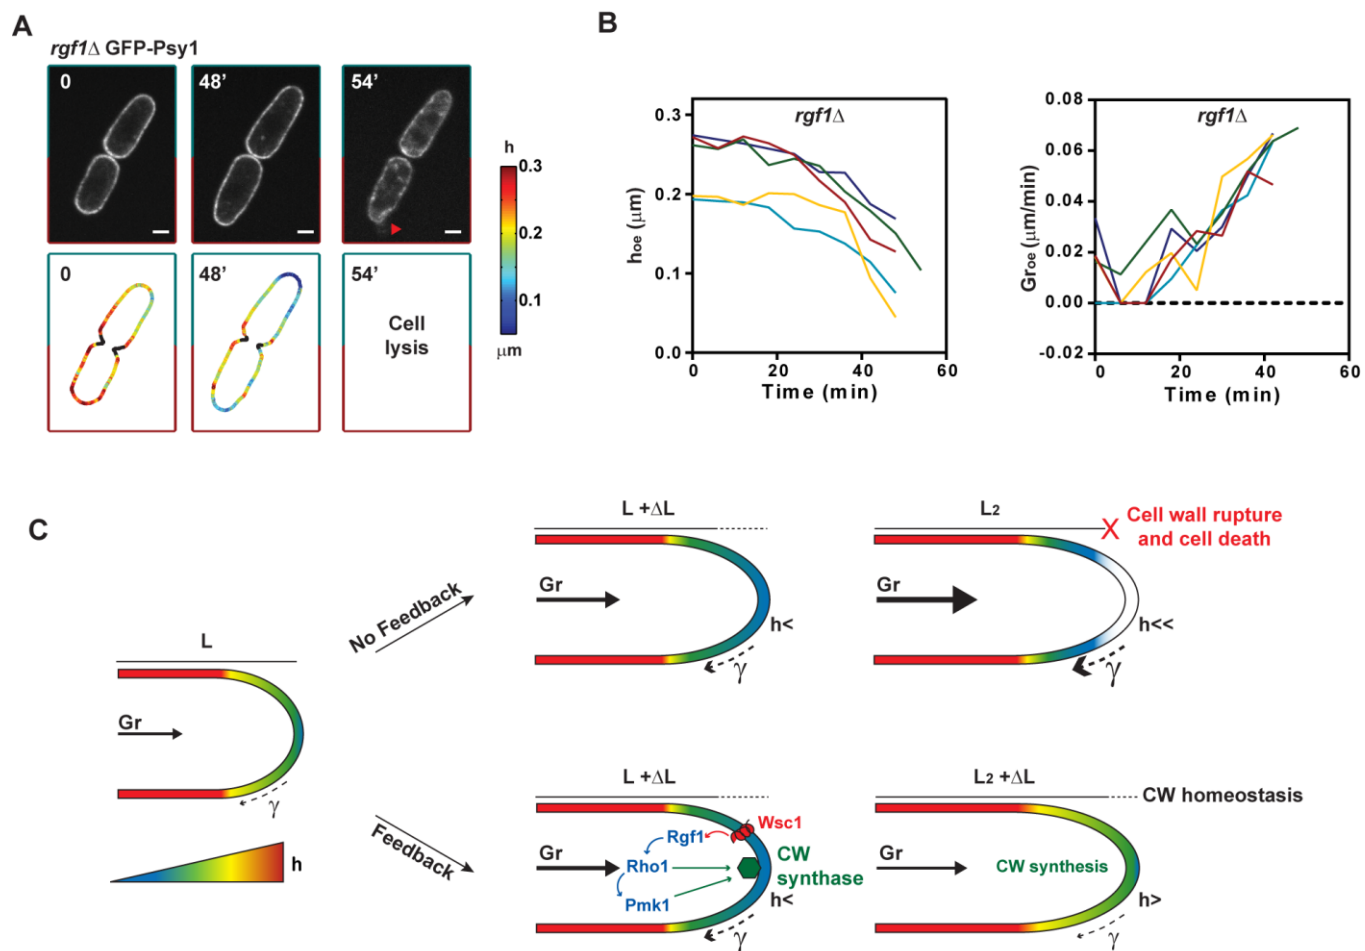 A
rgf1Δ GFP-Psy1
0
48’
54’
0
48’
54’
Cell
lysis
h
0.3
0.2
0.1
μm
B
rgf1Δ
0.3
0.2
0.1
0.0
hoe (μm)
0
20
40
60
Time (min)
rgf1Δ
0.08
0.06
0.04
0.02
0.00
-0.02
Groe (μm/min)
0
20
40
60
Time (min)
C
L
Gr
γ
h
No Feedback
L +ΔL
Gr
h<
γ
L2
X
Cell wall rupture
and cell death
Gr
h<<
γ
Feedback
L +ΔL
Wsc1
Rgf1
Gr
Rho1
CW
synthase
Pmk1
h<
γ
L2 +ΔL
CW homeostasis
Gr
CW synthesis
h>
γ